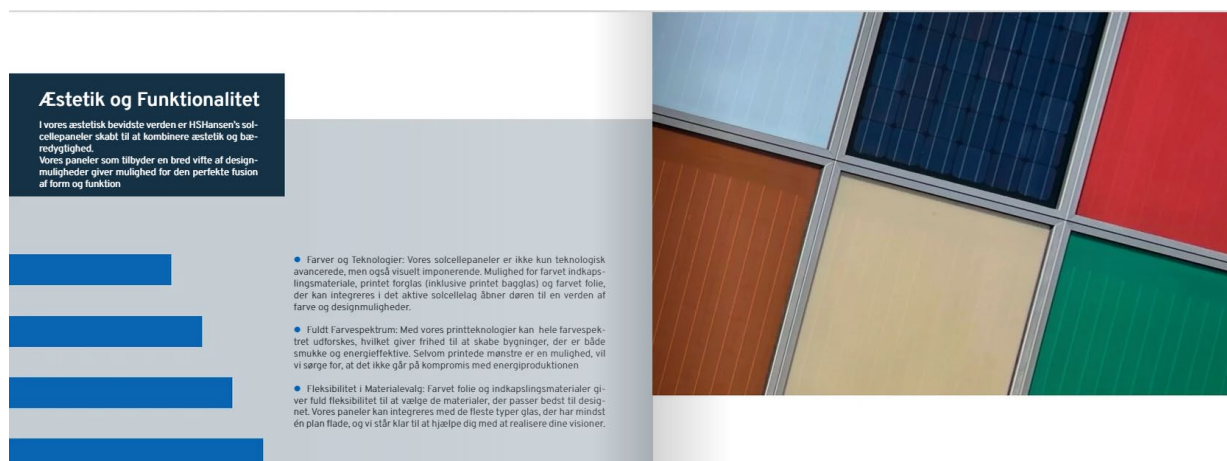 Æstetik og Funktionalitet
I vores æstetisk bevidste verden er HSHansen's sol-
cellepaneler skabt til at kombinere æstetik og bæ-
redygtighed.
Vores paneler som tilbyder en bred vifte af design-
muligheder giver mulighed for den perfekte fusion
af form og funktion
● Farver og Teknologier: Vores solcellepaneler er ikke kun teknologisk
avancerede, men også visuelt imponerende. Mulighed for farvet indkaps-
lingsmateriale, printet forglas (inklusive printet bagglas) og farvet folie,
der kan integreres i det aktive solcellelag åbner døren til en verden af
farve og designmuligheder.
● Fuldt Farvespektrum: Med vores printteknologier kan hele farvespek-
tret udforskes, hvilket giver frihed til at skabe bygninger, der er både
smukke og energieffektive. Selvom printede mønstre er en mulighed, vil
vi sørge for, at det ikke går på kompromis med energiproduktionen
● Fleksibilitet i Materialevalg: Farvet folie og indkapslingsmaterialer gi-
ver fuld fleksibilitet til at vælge de materialer, der passer bedst til desig-
net. Vores paneler kan integreres med de fleste typer glas, der har mindst
én plan flade, og vi står klar til at hjælpe dig med at realisere dine visioner.